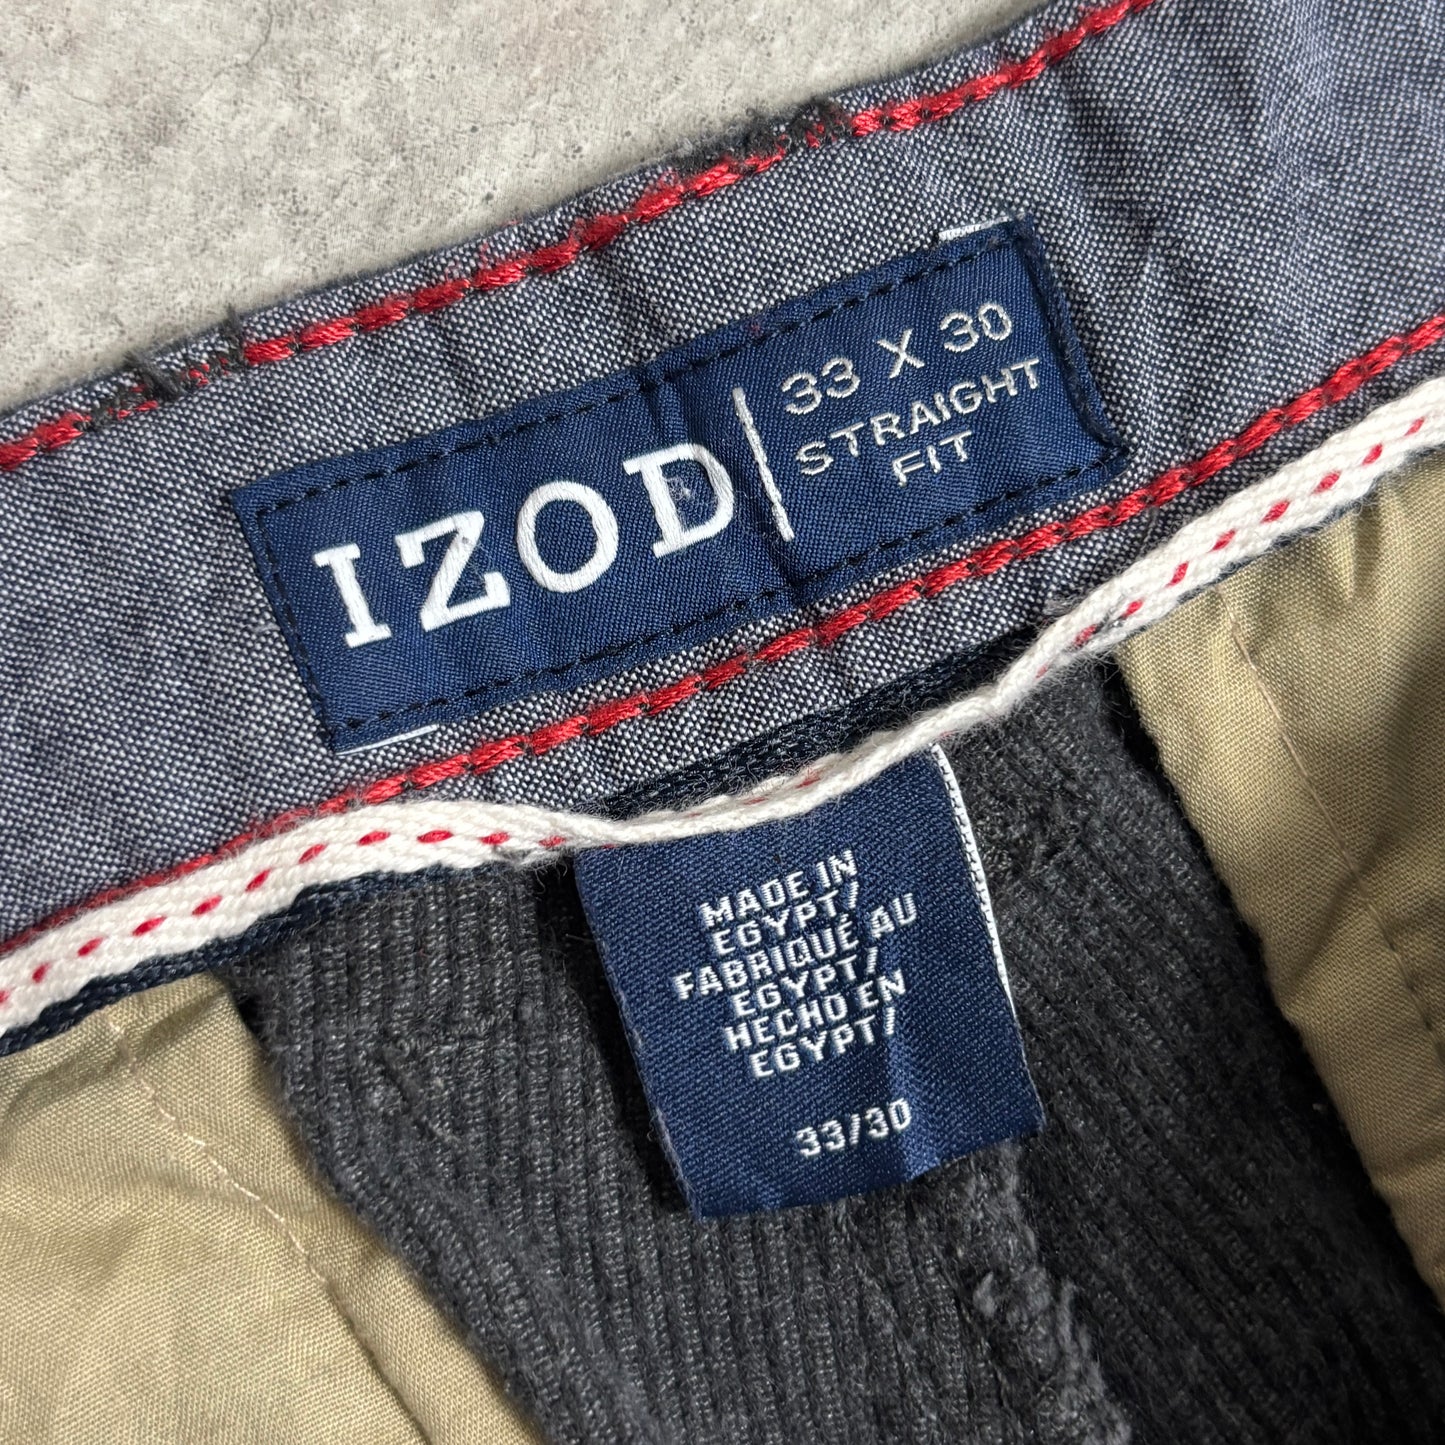 IZOD
33 X 30
STRAIGHT
FIT
MADE IN
EGYPT/
FABRIQUÉ AU
EGYPT/
HECHO EN
EGYPT/
33/30